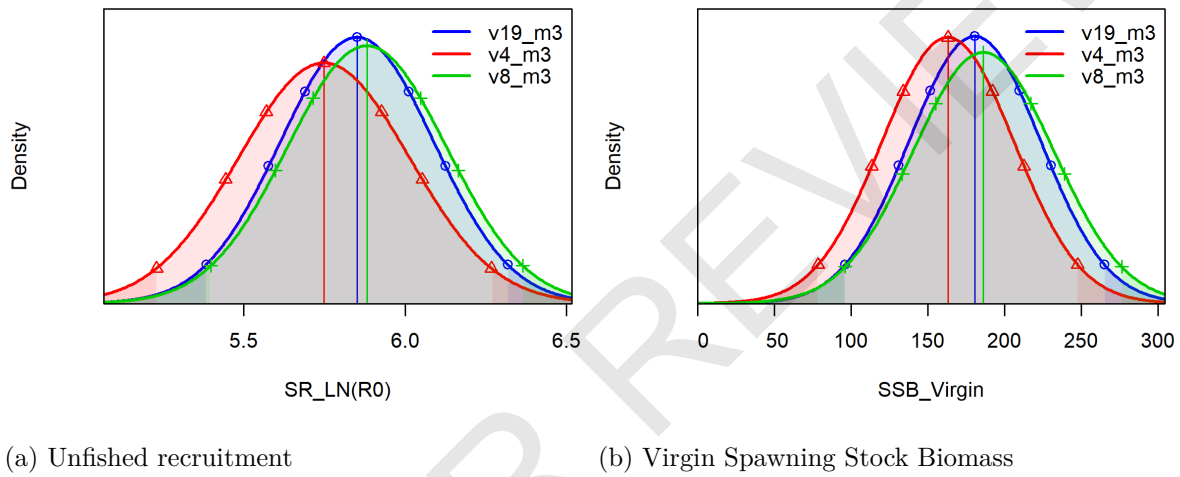 v19_m3
v4_m3
v8_m3
Density
5.5 6.0 6.5
SR_LN(R0)
(a) Unfished recruitment
v19_m3
v4_m3
v8_m3
Density
0 50 100 150 200 250 300
SSB_Virgin
(b) Virgin Spawning Stock Biomass
R REVIE